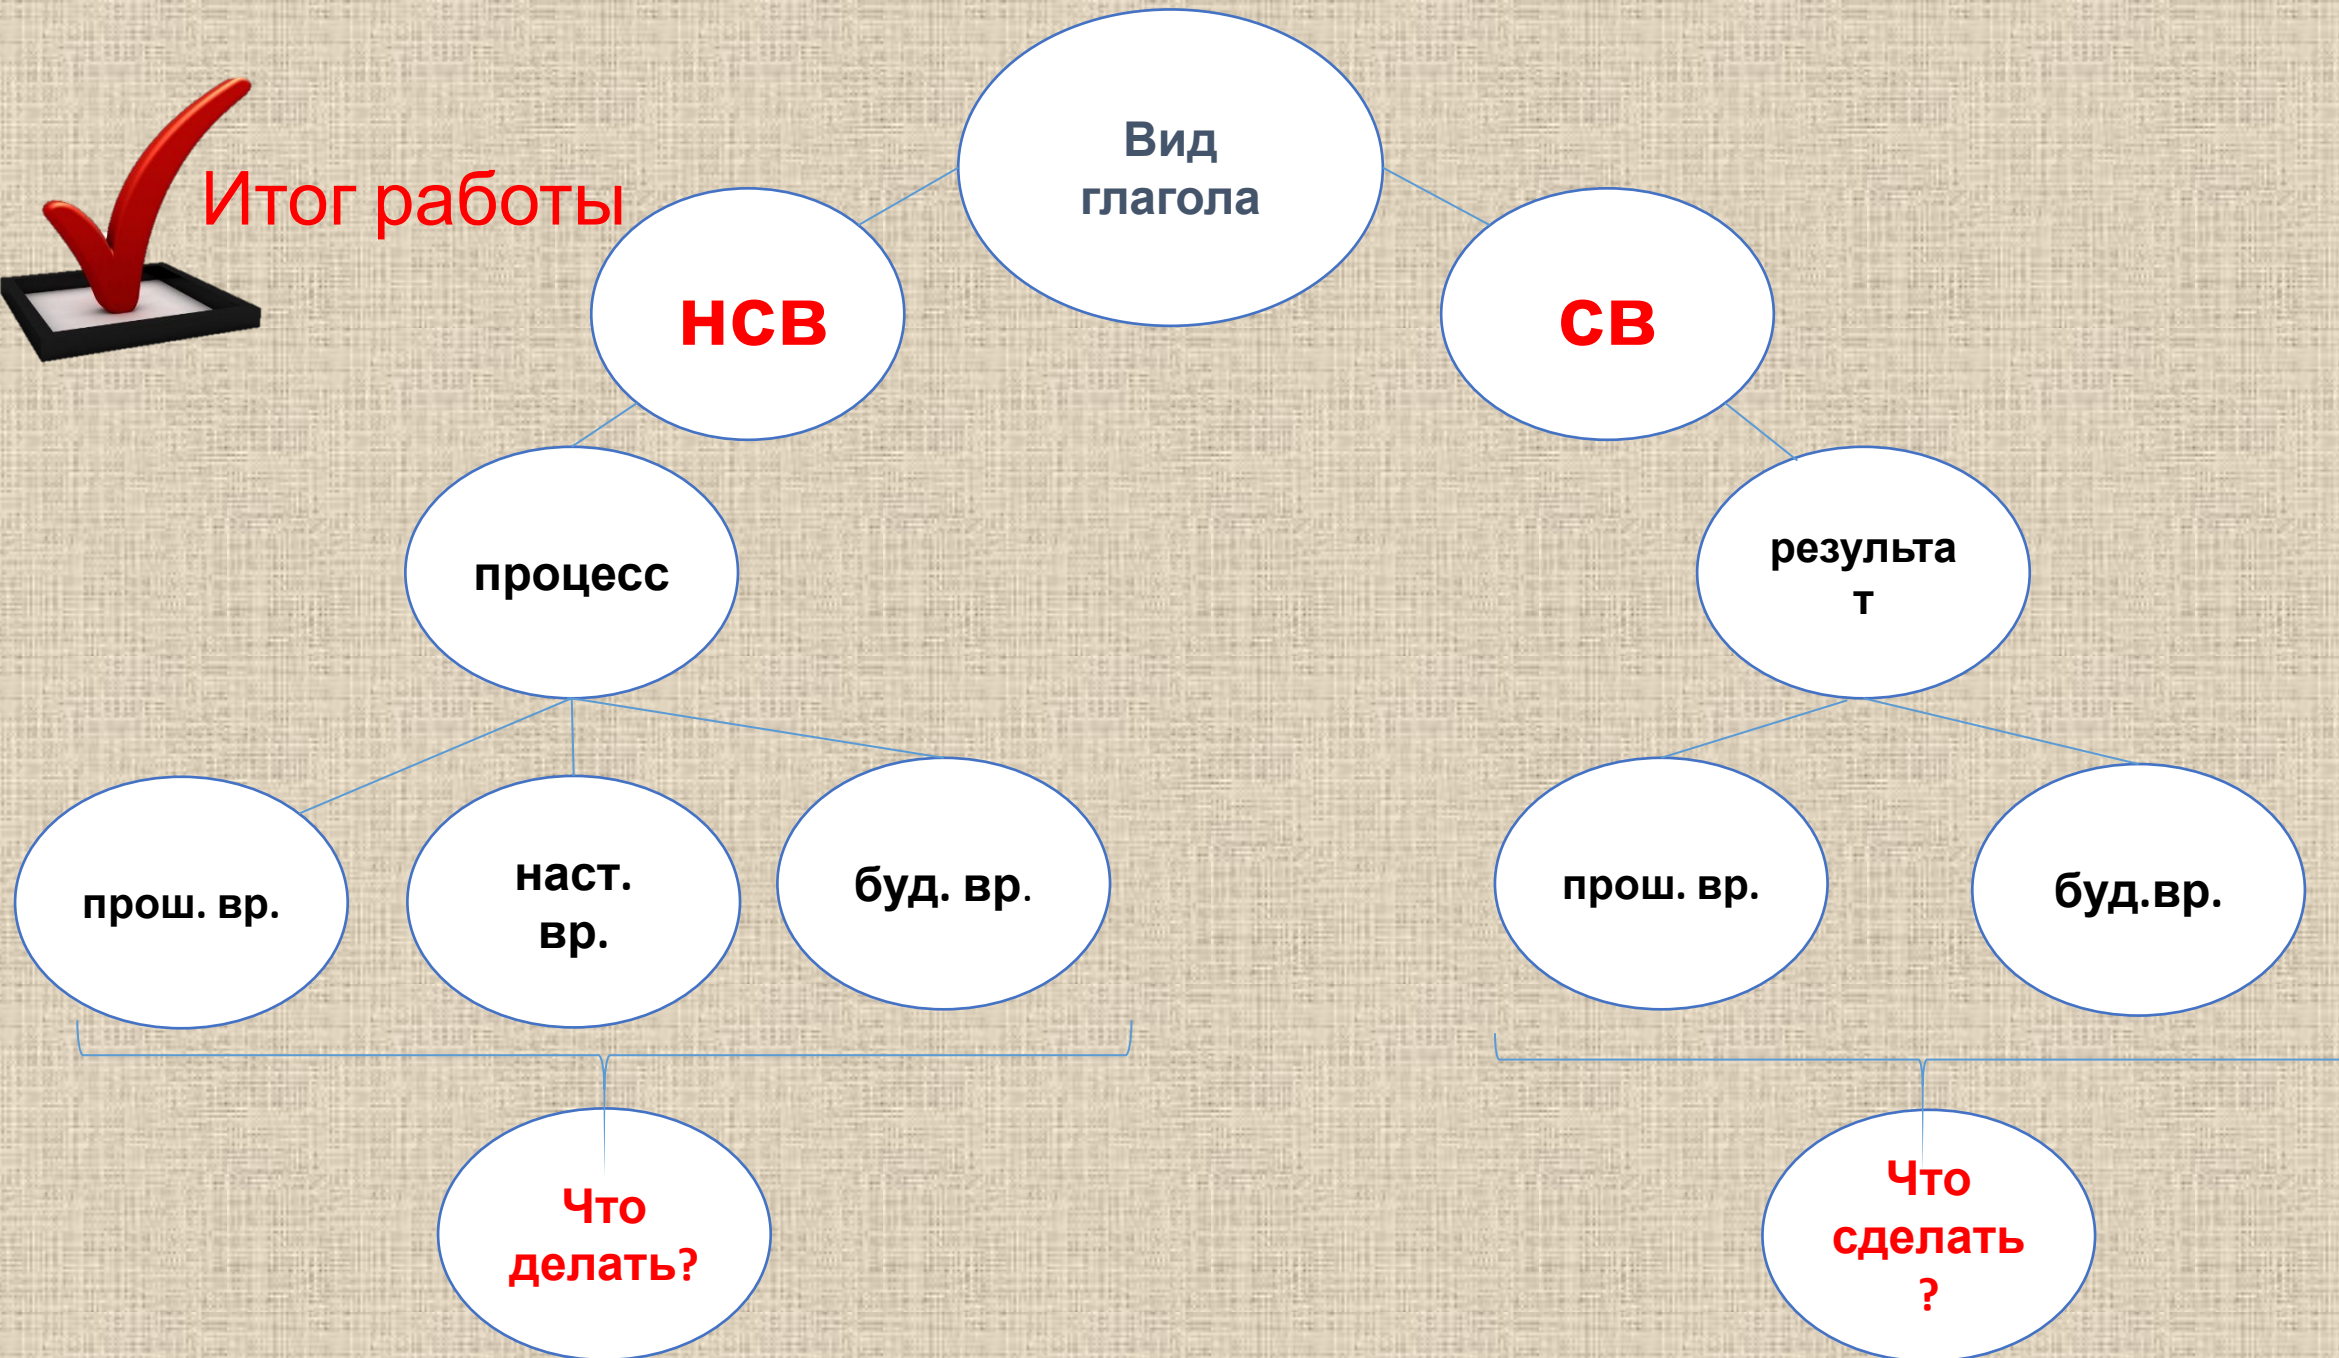 Вид
глагола
Итог работы
нсв
св
процесс
результа
т
прош. вр.
наст.
вр.
буд. вр.
прош. вр.
буд.вр.
Что
делать?
Что
сделать
?